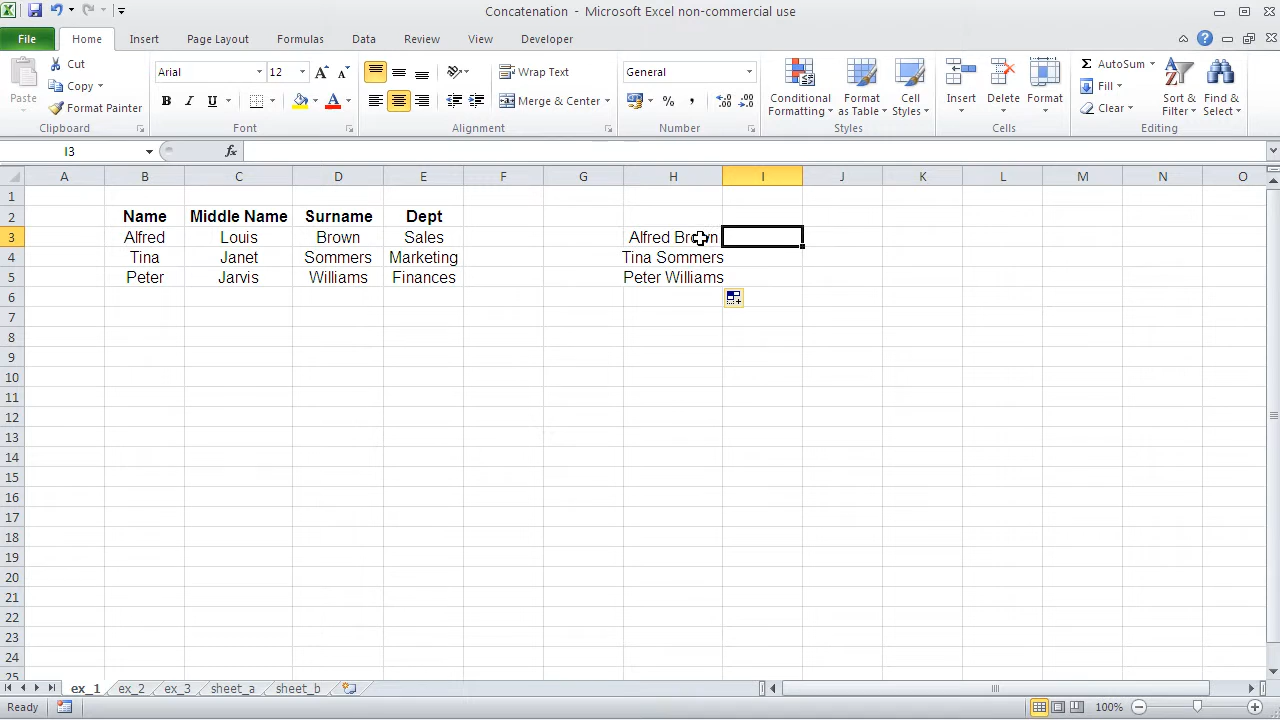 Concatenation - Microsoft Excel non-commercial use
File Home Insert Page Layout Formulas Data Review View Developer
Paste
Cut
Copy
Format Painter
Clipboard
Arial 12
B I U
Font
Wrap Text
Merge & Center
Alignment
General
% ,
Number
Conditional Formatting
Format as Table
Cell Styles
Styles
Insert Delete Format
Cells
Σ AutoSum
Fill
Clear
Sort & Filter
Find & Select
Editing
I3 fx
A B C D E F G H I J K L M N O
1
2 Name Middle Name Surname Dept
3 Alfred Louis Brown Sales Alfred Brown
4 Tina Janet Sommers Marketing Tina Sommers
5 Peter Jarvis Williams Finances Peter Williams
6
7
8
9
10
11
12
13
14
15
16
17
18
19
20
21
22
23
24
25
ex_1 ex_2 ex_3 sheet_a sheet_b
Ready 100%